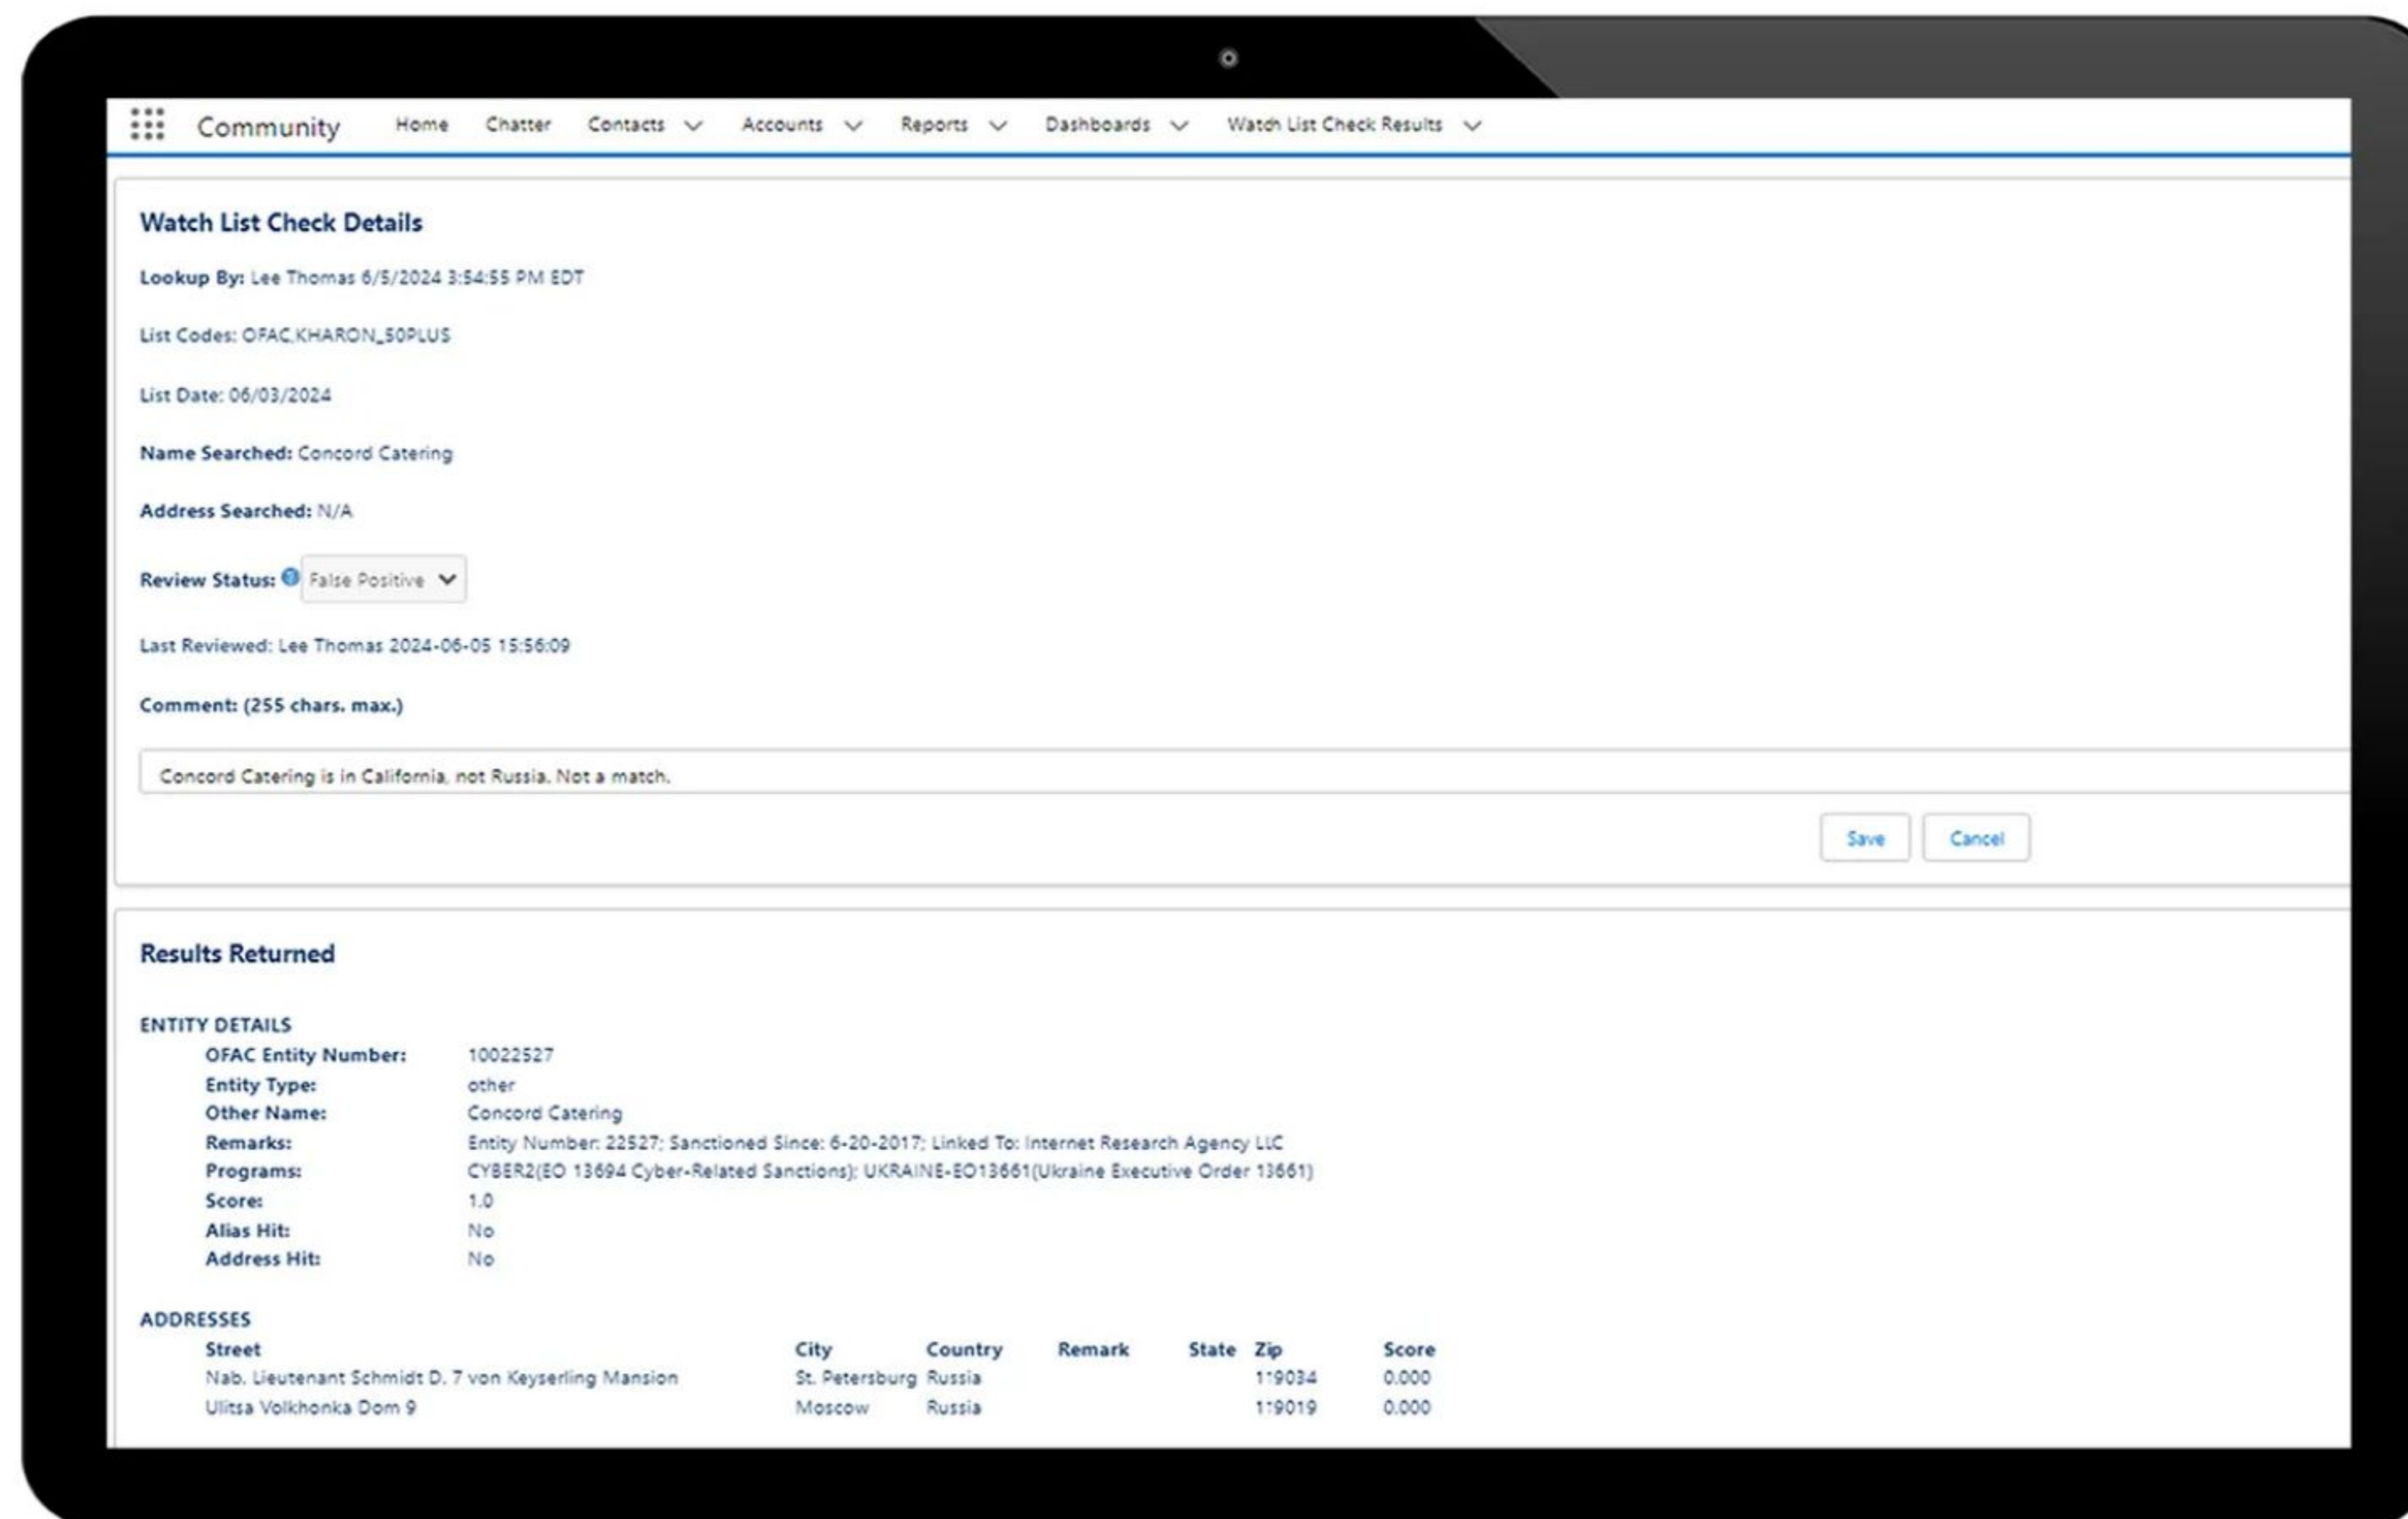 Community Home Chatter Contacts Accounts Reports Dashboards Watch List Check Results
Watch List Check Details
Lookup By: Lee Thomas 6/5/2024 3:54:55 PM EDT
List Codes: OFAC,KHARON_50PLUS
List Date: 06/03/2024
Name Searched: Concord Catering
Address Searched: N/A
Review Status: ? False Positive
Last Reviewed: Lee Thomas 2024-06-05 15:56:09
Comment: (255 chars. max.)
Concord Catering is in California, not Russia. Not a match.
Save Cancel
Results Returned
ENTITY DETAILS
OFAC Entity Number: 10022527
Entity Type: other
Other Name: Concord Catering
Remarks: Entity Number: 22527; Sanctioned Since: 6-20-2017; Linked To: Internet Research Agency LLC
Programs: CYBER2(EO 13694 Cyber-Related Sanctions); UKRAINE-EO13661(Ukraine Executive Order 13661)
Score: 1.0
Alias Hit: No
Address Hit: No
ADDRESSES
Street City Country Remark State Zip Score
Nab. Lieutenant Schmidt D. 7 von Keyserling Mansion St. Petersburg Russia 119034 0.000
Ulitsa Volkhonka Dom 9 Moscow Russia 119019 0.000